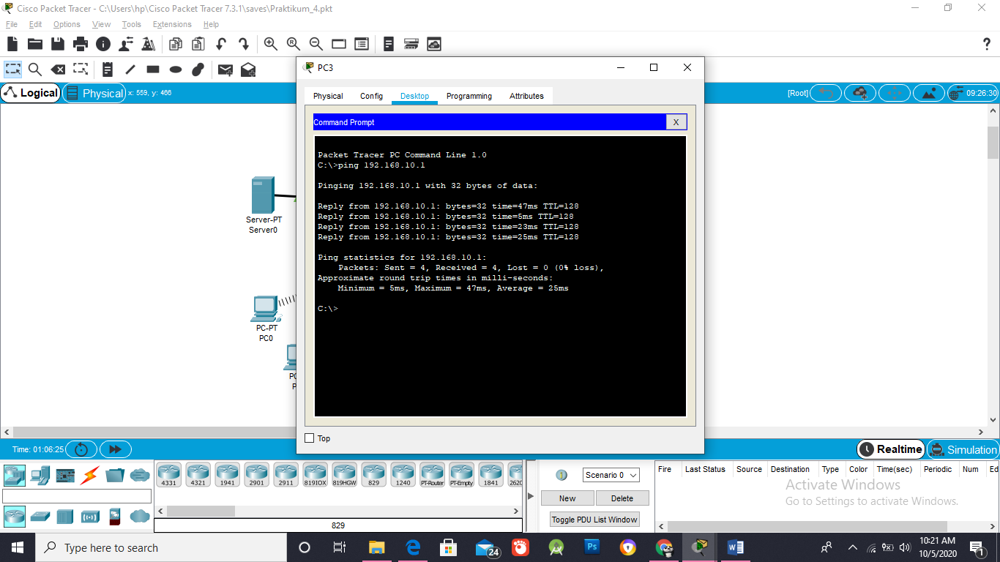 Cisco Packet Tracer - C:\Users\hp\Cisco Packet Tracer 7.3.1\saves\Praktikum_4.pkt
File Edit Options View Tools Extensions Help
?
Logical Physical x: 559, y: 466 [Root] 09:26:30
PC3
Physical Config Desktop Programming Attributes
Command Prompt X
Packet Tracer PC Command Line 1.0
C:\>ping 192.168.10.1
Pinging 192.168.10.1 with 32 bytes of data:
Reply from 192.168.10.1: bytes=32 time=47ms TTL=128
Reply from 192.168.10.1: bytes=32 time=5ms TTL=128
Reply from 192.168.10.1: bytes=32 time=23ms TTL=128
Reply from 192.168.10.1: bytes=32 time=25ms TTL=128
Ping statistics for 192.168.10.1:
Packets: Sent = 4, Received = 4, Lost = 0 (0% loss),
Approximate round trip times in milli-seconds:
Minimum = 5ms, Maximum = 47ms, Average = 25ms
C:\>
Top
Server-PT
Server0
PC-PT
PC0
PC
P
Time: 01:06:25 Realtime Simulation
4331 4321 1941 2901 2911 819IOX 819HGW 829 1240 PT-Router PT-Empty 1841 2620
829
Scenario 0
New Delete
Toggle PDU List Window
Fire Last Status Source Destination Type Color Time(sec) Periodic Num Ed
Activate Windows
Go to Settings to activate Windows.
Type here to search
24
Ps
W
10:21 AM
10/5/2020
1